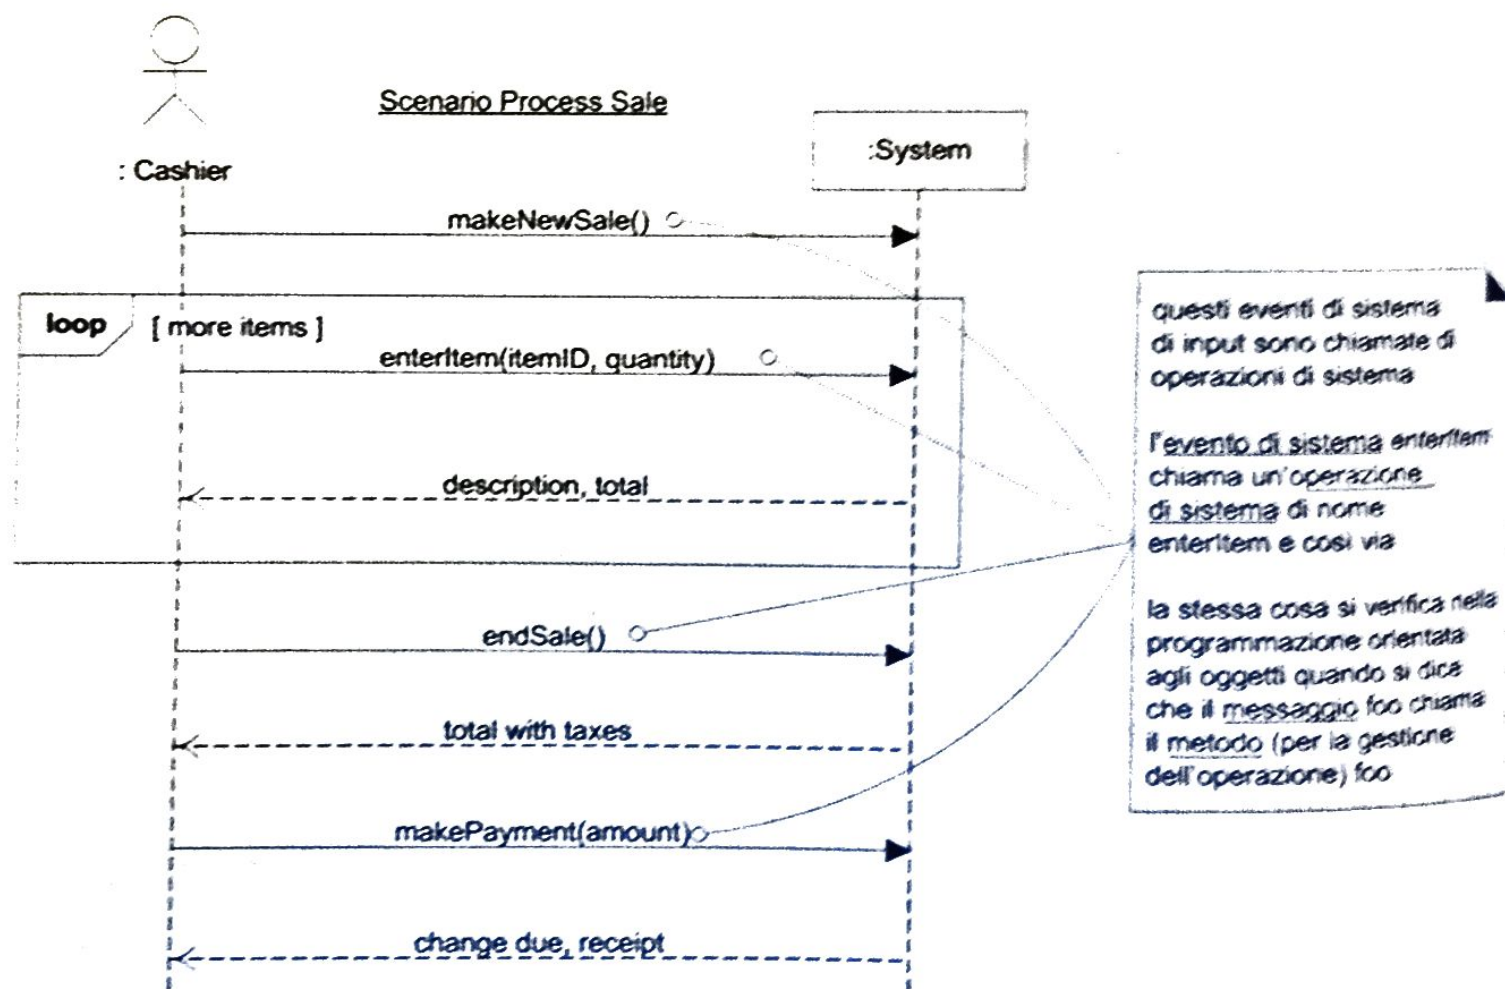 Scenario Process Sale
: Cashier
:System
makeNewSale()
loop
[ more items ]
enterItem(itemID, quantity)
description, total
endSale()
total with taxes
makePayment(amount)
change due, receipt
questi eventi di sistema
di input sono chiamate di
operazioni di sistema
l'evento di sistema enterItem
chiama un'operazione
di sistema di nome
enterItem e così via
la stessa cosa si verifica nella
programmazione orientata
agli oggetti quando si dice
che il messaggio foo chiama
il metodo (per la gestione
dell'operazione) foo